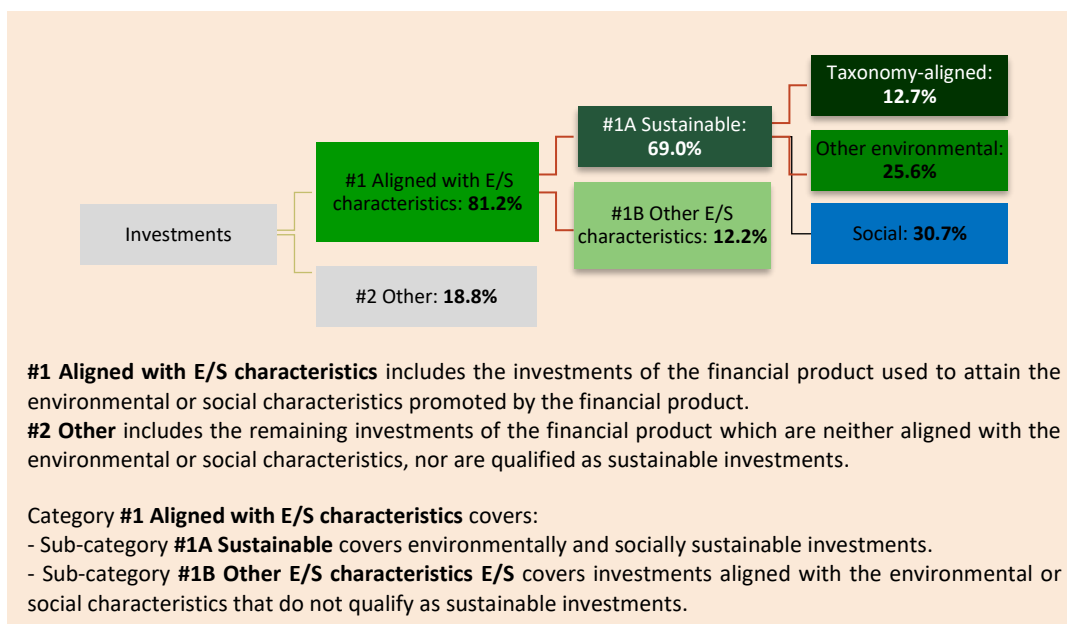 Taxonomy-aligned:
12.7%
#1A Sustainable:
69.0%
Other environmental:
25.6%
#1 Aligned with E/S
characteristics: 81.2%
#1B Other E/S
characteristics: 12.2%
Social: 30.7%
Investments
#2 Other: 18.8%
#1 Aligned with E/S characteristics includes the investments of the financial product used to attain the
environmental or social characteristics promoted by the financial product.
#2 Other includes the remaining investments of the financial product which are neither aligned with the
environmental or social characteristics, nor are qualified as sustainable investments.
Category #1 Aligned with E/S characteristics covers:
- Sub-category #1A Sustainable covers environmentally and socially sustainable investments.
- Sub-category #1B Other E/S characteristics E/S covers investments aligned with the environmental or
social characteristics that do not qualify as sustainable investments.